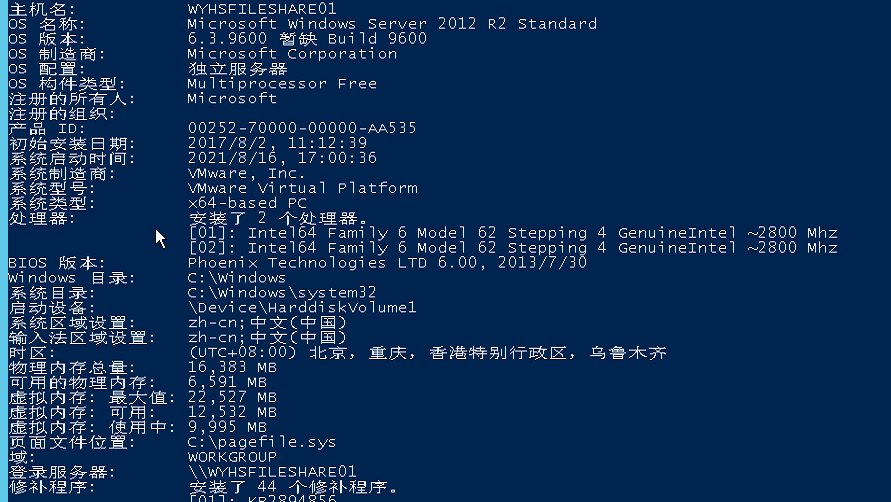 主机名: WYHSFILESHARE01
OS 名称: Microsoft Windows Server 2012 R2 Standard
OS 版本: 6.3.9600 暂缺 Build 9600
OS 制造商: Microsoft Corporation
OS 配置: 独立服务器
OS 构件类型: Multiprocessor Free
注册的所有人: Microsoft
注册的组织:
产品 ID: 00252-70000-00000-AA535
初始安装日期: 2017/8/2, 11:12:39
系统启动时间: 2021/8/16, 17:00:36
系统制造商: VMware, Inc.
系统型号: VMware Virtual Platform
系统类型: x64-based PC
处理器: 安装了 2 个处理器。
[01]: Intel64 Family 6 Model 62 Stepping 4 GenuineIntel ~2800 Mhz
[02]: Intel64 Family 6 Model 62 Stepping 4 GenuineIntel ~2800 Mhz
BIOS 版本: Phoenix Technologies LTD 6.00, 2013/7/30
Windows 目录: C:\Windows
系统目录: C:\Windows\system32
启动设备: \Device\HarddiskVolume1
系统区域设置: zh-cn;中文(中国)
输入法区域设置: zh-cn;中文(中国)
时区: (UTC+08:00) 北京，重庆，香港特别行政区，乌鲁木齐
物理内存总量: 16,383 MB
可用的物理内存: 6,591 MB
虚拟内存: 最大值: 22,527 MB
虚拟内存: 可用: 12,532 MB
虚拟内存: 使用中: 9,995 MB
页面文件位置: C:\pagefile.sys
域: WORKGROUP
登录服务器: \\WYHSFILESHARE01
修补程序: 安装了 44 个修补程序。
[01]: KB2894856